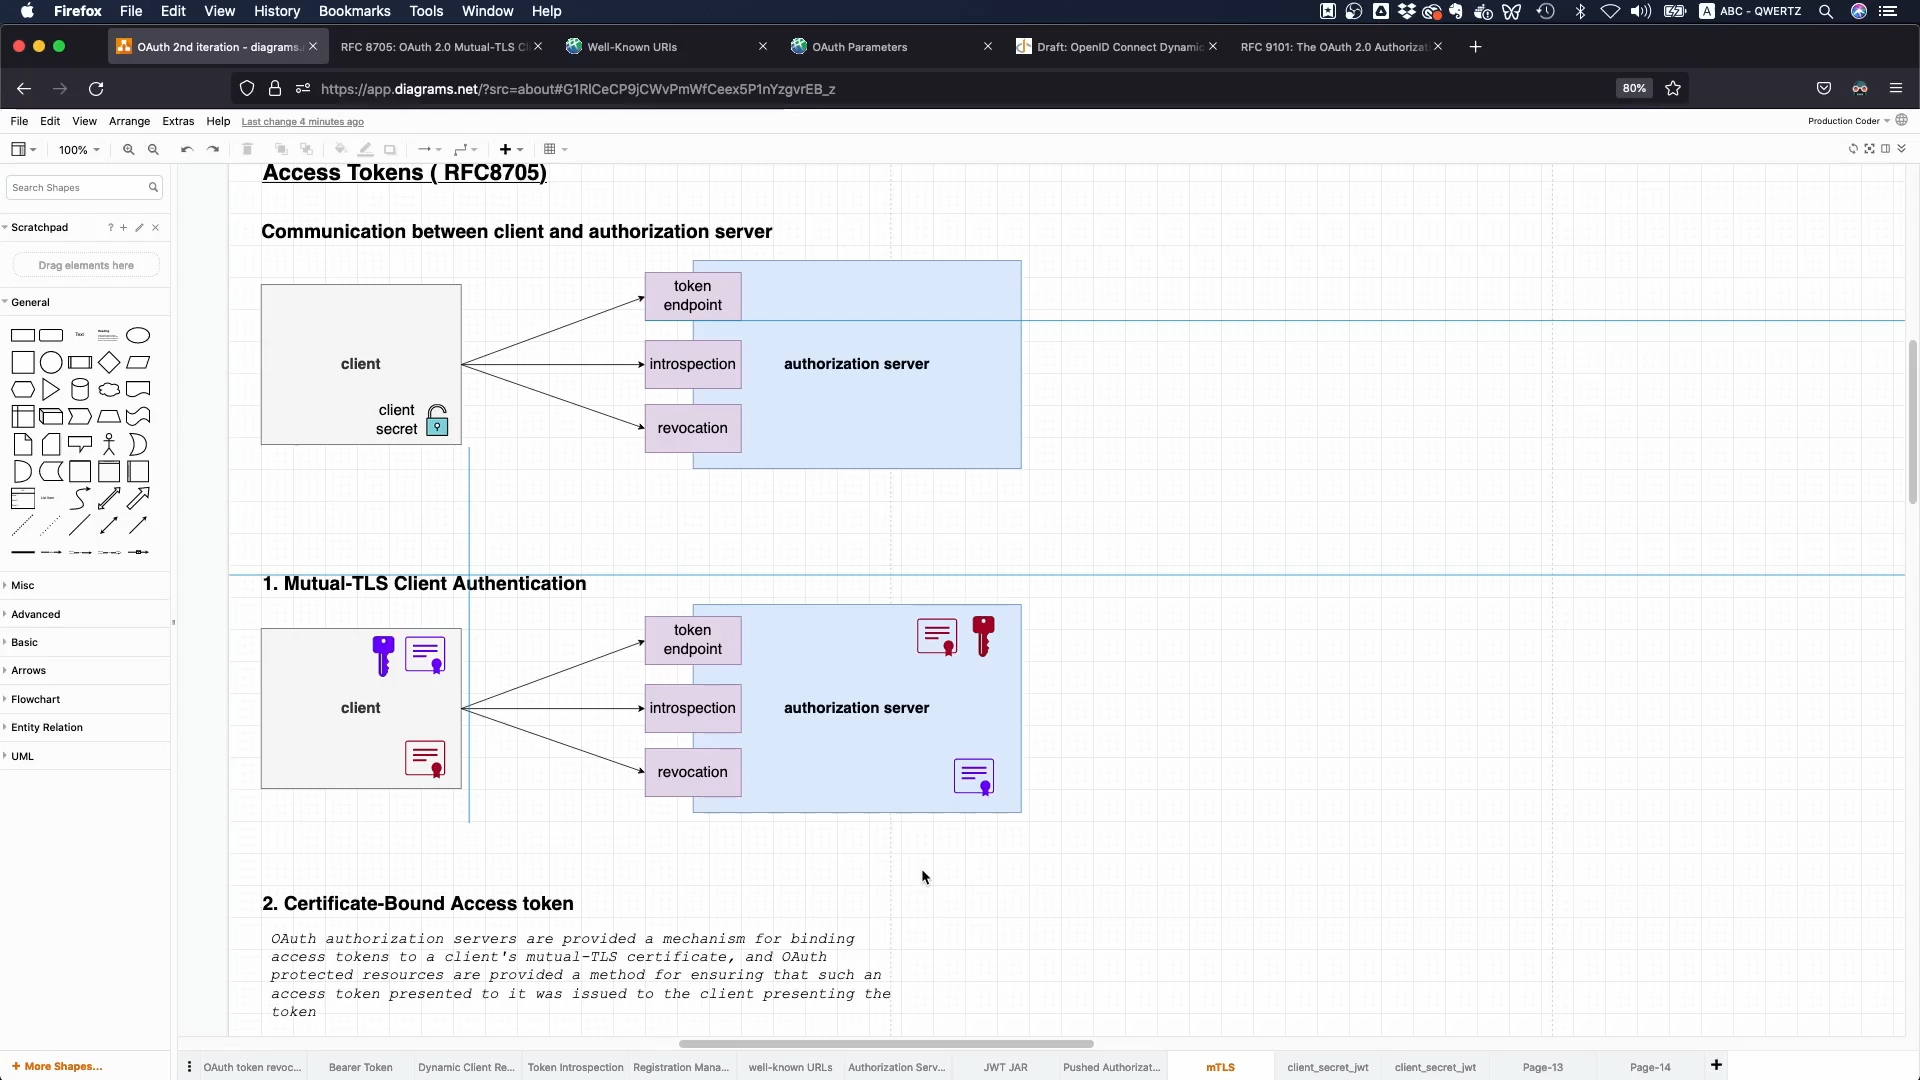 Firefox File Edit View History Bookmarks Tools Window Help
A ABC - QWERTZ
OAuth 2nd iteration - diagrams.
RFC 8705: OAuth 2.0 Mutual-TLS Cl
Well-Known URIs
OAuth Parameters
Draft: OpenID Connect Dynamic
RFC 9101: The OAuth 2.0 Authorizat
https://app.diagrams.net/?src=about#G1RlCeCP9jCWvPmWfCeex5P1nYzgvrEB_z
80%
File Edit View Arrange Extras Help Last change 4 minutes ago
Production Coder
100%
Search Shapes
Scratchpad
Drag elements here
General
Text
Heading
Misc
Advanced
Basic
Arrows
Flowchart
Entity Relation
UML
+ More Shapes...
Access Tokens ( RFC8705)
Communication between client and authorization server
client
client
secret
token
endpoint
introspection
revocation
authorization server
1. Mutual-TLS Client Authentication
client
token
endpoint
introspection
revocation
authorization server
2. Certificate-Bound Access token
OAuth authorization servers are provided a mechanism for binding
access tokens to a client's mutual-TLS certificate, and OAuth
protected resources are provided a method for ensuring that such an
access token presented to it was issued to the client presenting the
token
OAuth token revoc...
Bearer Token
Dynamic Client Re...
Token Introspection
Registration Mana...
well-known URLs
Authorization Serv...
JWT JAR
Pushed Authorizat...
mTLS
client_secret_jwt
client_secret_jwt
Page-13
Page-14